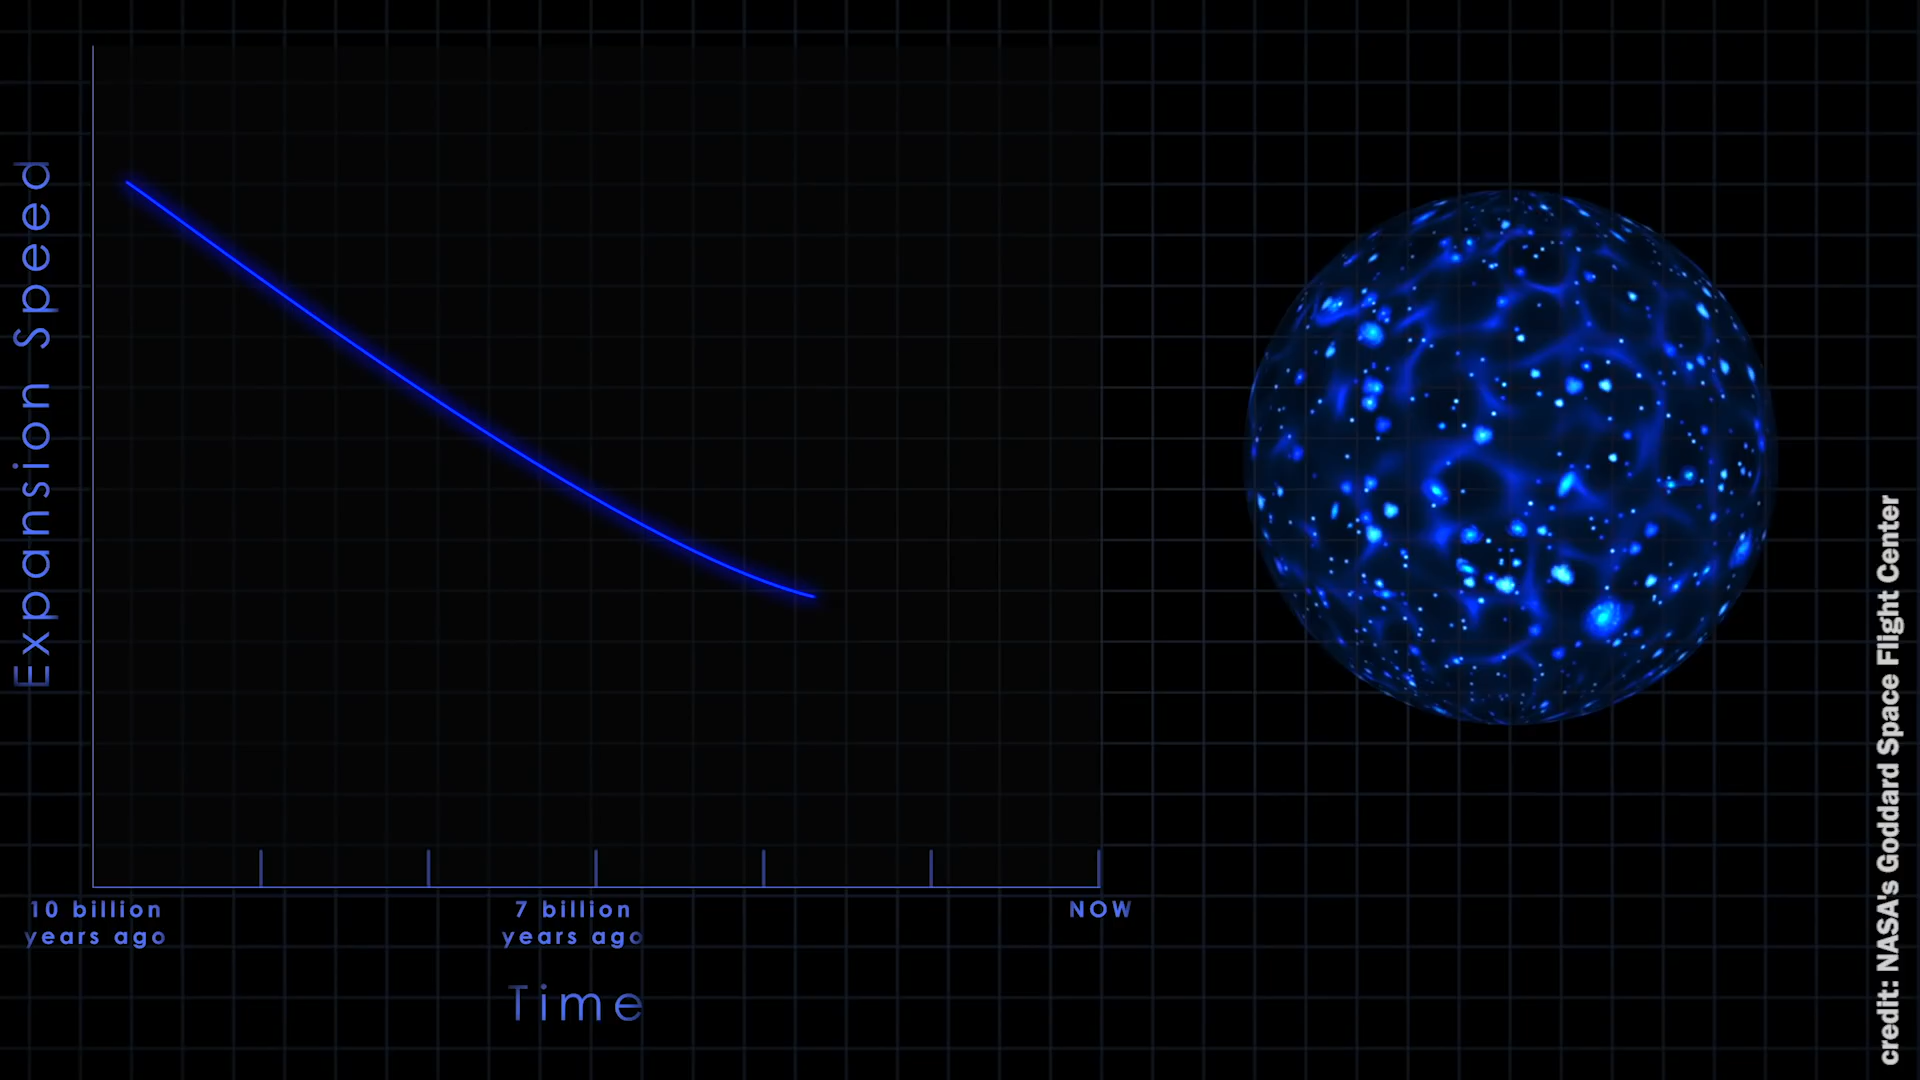 Expansion Speed
10 billion
years ago
7 billion
years ago
NOW
Time
credit: NASA's Goddard Space Flight Center